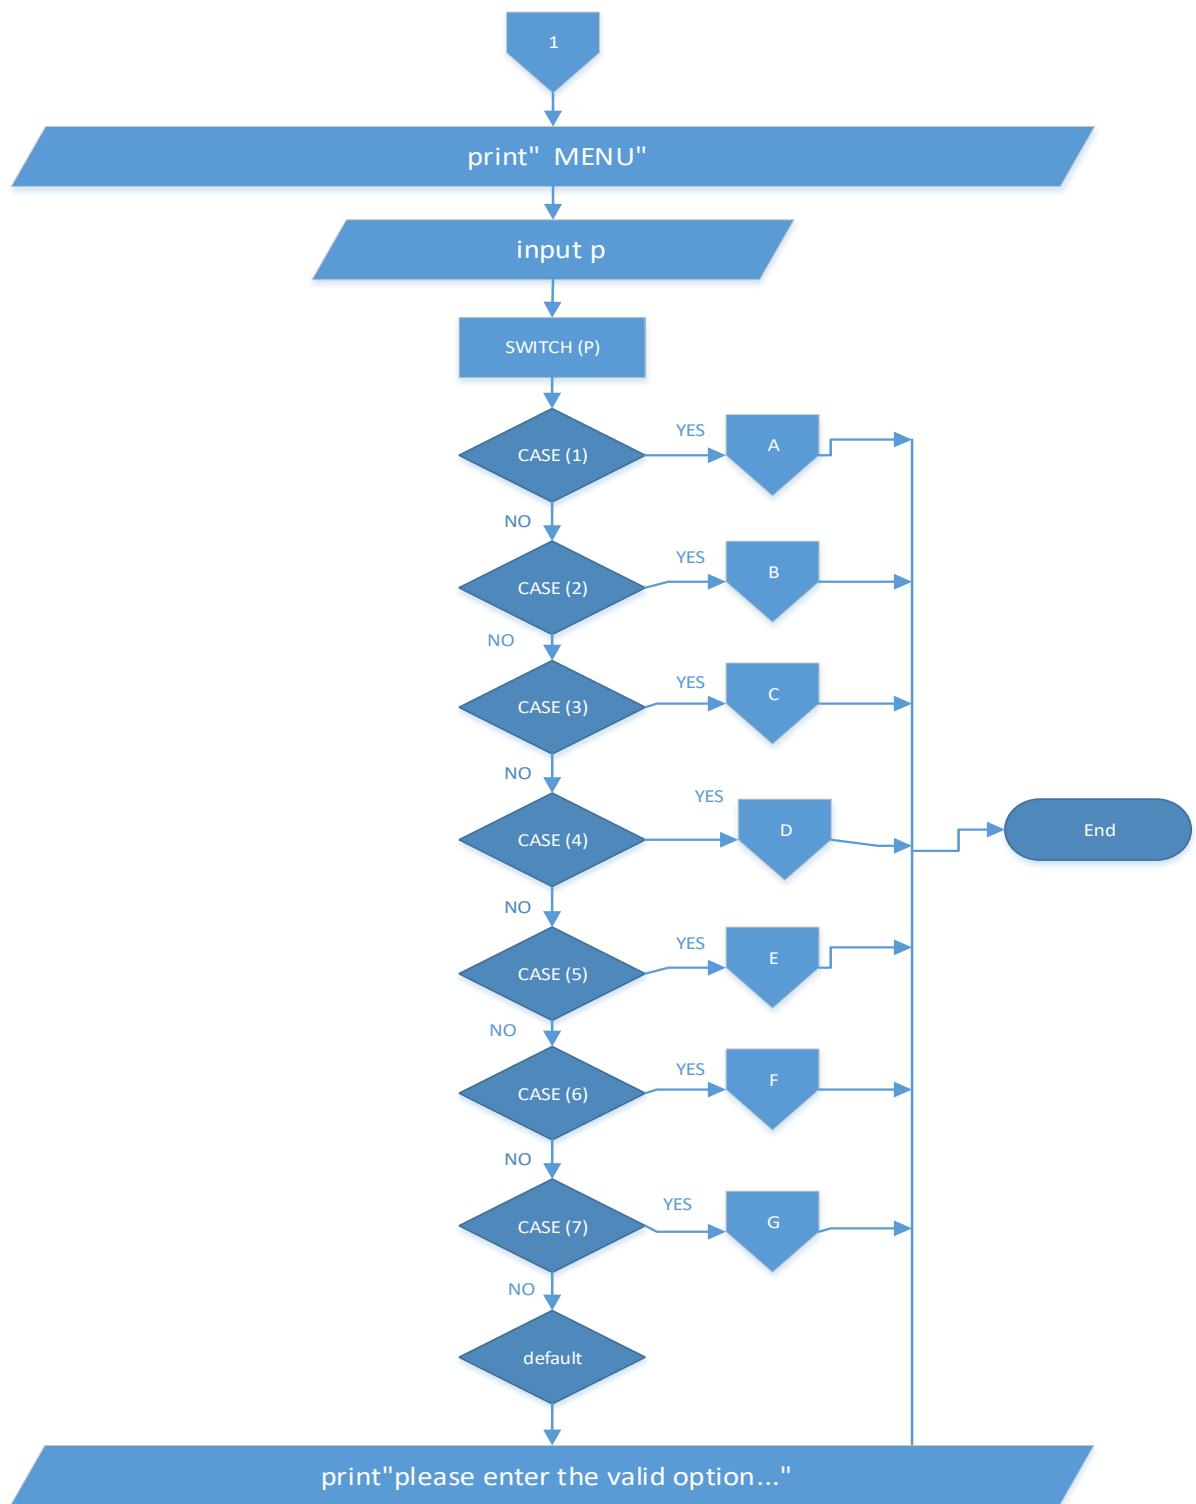 1
print" MENU"
input p
SWITCH (P)
CASE (1)
YES
A
NO
CASE (2)
YES
B
NO
CASE (3)
YES
C
NO
CASE (4)
YES
D
End
NO
CASE (5)
YES
E
NO
CASE (6)
YES
F
NO
CASE (7)
YES
G
NO
default
print"please enter the valid option..."